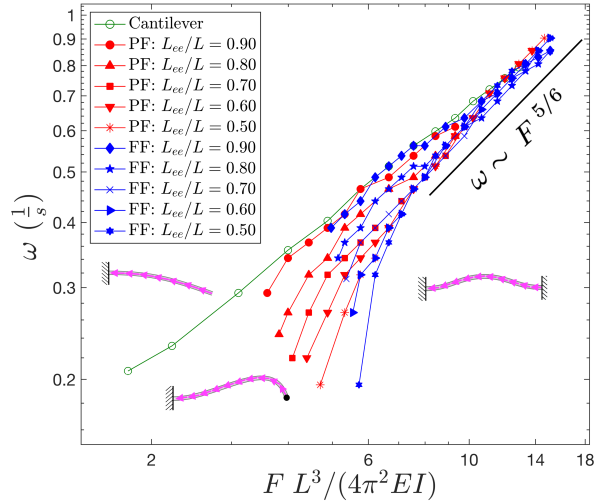 Cantilever
PF: L_ee/L = 0.90
PF: L_ee/L = 0.80
PF: L_ee/L = 0.70
PF: L_ee/L = 0.60
PF: L_ee/L = 0.50
FF: L_ee/L = 0.90
FF: L_ee/L = 0.80
FF: L_ee/L = 0.70
FF: L_ee/L = 0.60
FF: L_ee/L = 0.50
1
0.9
0.8
0.7
0.6
0.5
0.4
0.3
0.2
ω (1/s)
ω ~ F^5/6
2
6
10
14
18
F L^3/(4π^2EI)